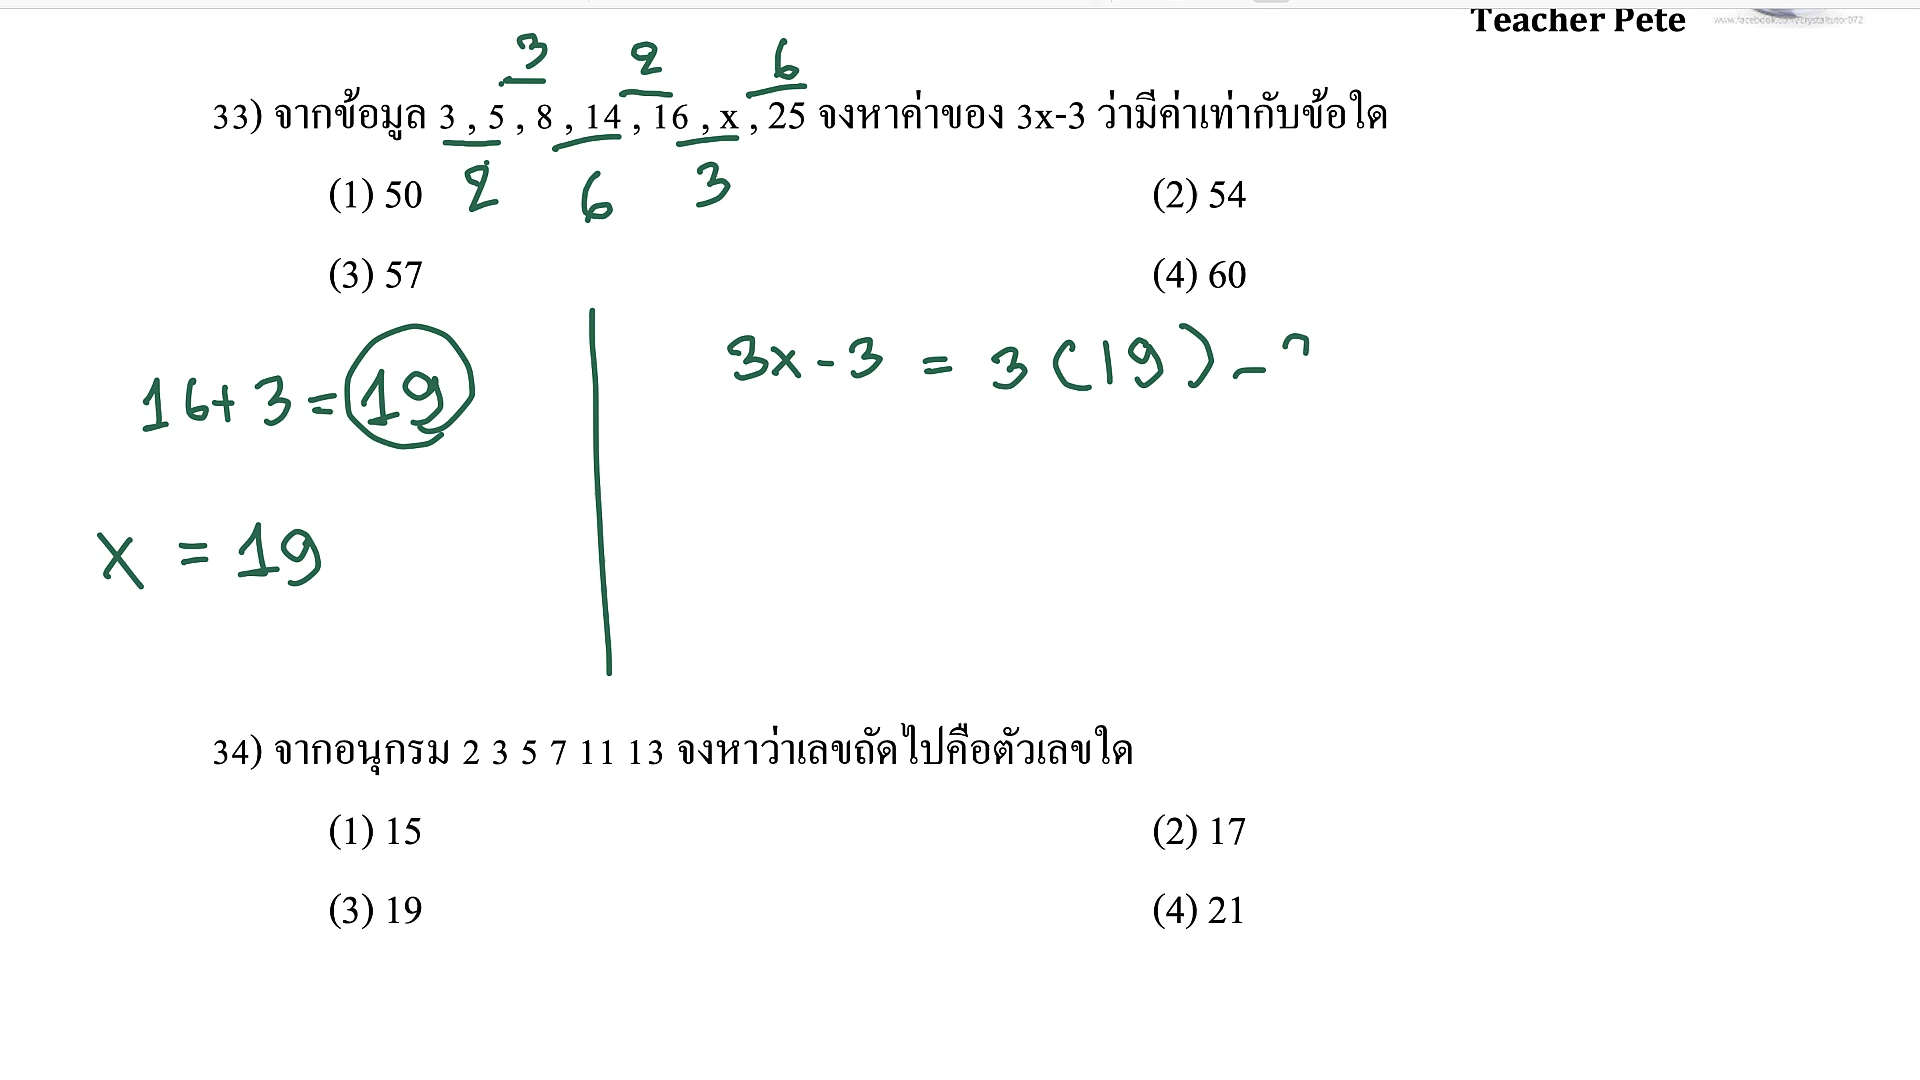 Teacher Pete
www.facebook.com/crystaltutor072
3 2 6
33) จากข้อมูล 3 , 5 , 8 , 14 , 16 , x , 25 จงหาค่าของ 3x-3 ว่ามีค่าเท่ากับข้อใด
2 6 3
(1) 50 (2) 54
(3) 57 (4) 60
16+3=19
3x-3 = 3(19)-
x = 19
34) จากอนุกรม 2 3 5 7 11 13 จงหาว่าเลขถัดไปคือตัวเลขใด
(1) 15 (2) 17
(3) 19 (4) 21